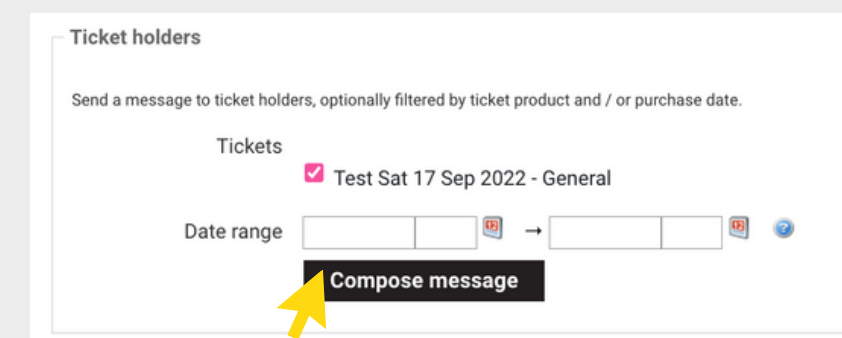 Ticket holders
Send a message to ticket holders, optionally filtered by ticket product and / or purchase date.
Tickets
Test Sat 17 Sep 2022 - General
Date range → ?
Compose message